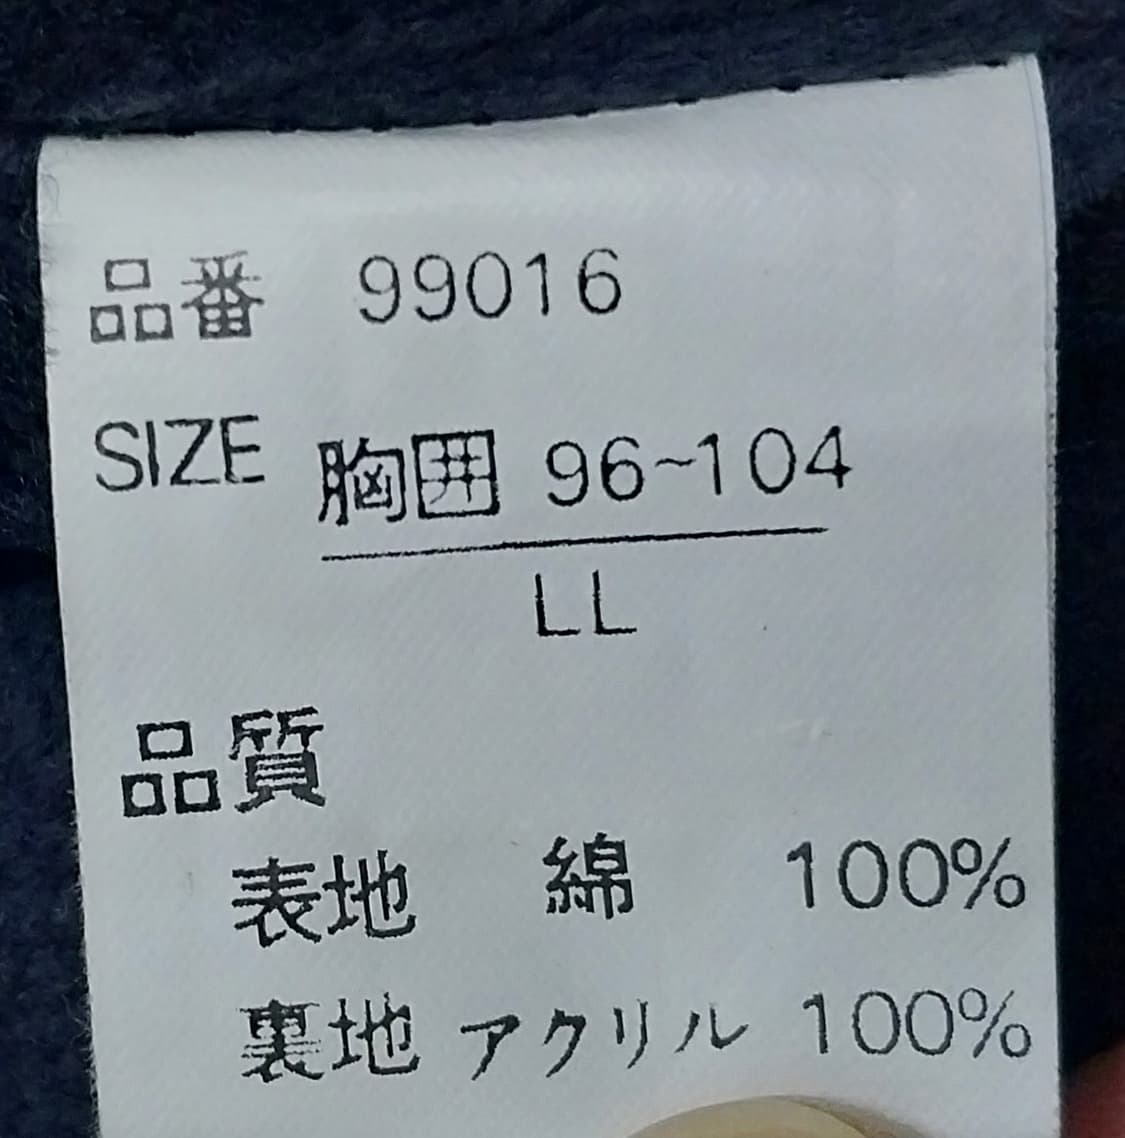 品番 99016
SIZE 胸囲 96~104
LL
品質
表地 綿 100%
裏地 アクリル 100%